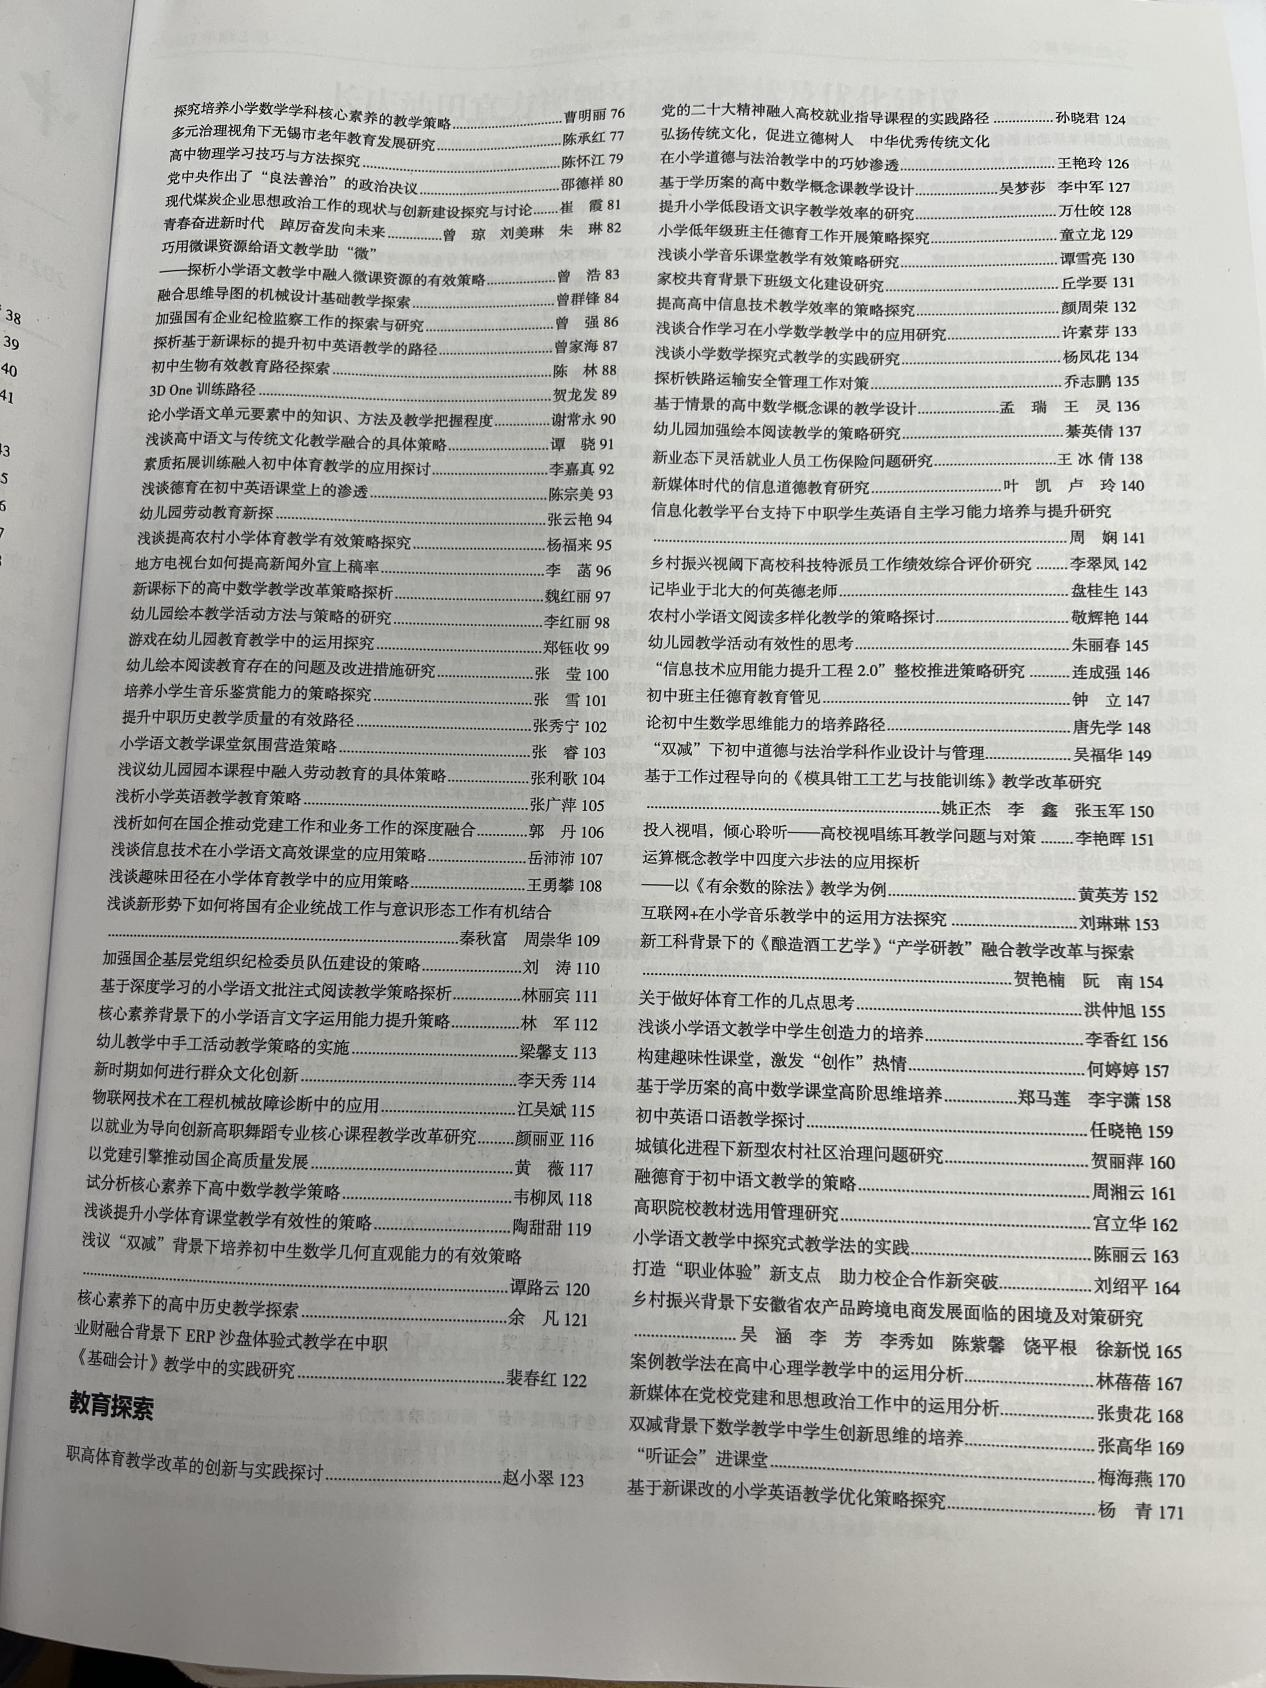 38
39
40
41
探究培养小学数学学科核心素养的教学策略……曹明丽 76
多元治理视角下无锡市老年教育发展研究……陈承红 77
高中物理学习技巧与方法探究……陈怀江 79
党中央作出了“良法善治”的政治决议……邵德祥 80
现代煤炭企业思想政治工作的现状与创新建设探究与讨论……崔 霞 81
青春奋进新时代 踔厉奋发向未来……曾 琼 刘美琳 朱 琳 82
巧用微课资源给语文教学助“微”
——探析小学语文教学中融入微课资源的有效策略……曾 浩 83
融合思维导图的机械设计基础教学探索……曾群锋 84
加强国有企业纪检监察工作的探索与研究……曾 强 86
探析基于新课标的提升初中英语教学的路径……曾家海 87
初中生物有效教育路径探索……陈 林 88
3D One 训练路径……贺龙发 89
论小学语文单元要素中的知识、方法及教学把握程度……谢常永 90
浅谈高中语文与传统文化教学融合的具体策略……谭 骁 91
素质拓展训练融入初中体育教学的应用探讨……李嘉真 92
浅谈德育在初中英语课堂上的渗透……陈宗美 93
幼儿园劳动教育新探……张云艳 94
浅谈提高农村小学体育教学有效策略探究……杨福来 95
地方电视台如何提高新闻外宣上稿率……李 菡 96
新课标下的高中数学教学改革策略探析……魏红丽 97
幼儿园绘本教学活动方法与策略的研究……李红丽 98
游戏在幼儿园教育教学中的运用探究……郑钰收 99
幼儿绘本阅读教育存在的问题及改进措施研究……张 莹 100
培养小学生音乐鉴赏能力的策略探究……张 雪 101
提升中职历史教学质量的有效路径……张秀宁 102
小学语文教学课堂氛围营造策略……张 睿 103
浅议幼儿园园本课程中融入劳动教育的具体策略……张利歌 104
浅析小学英语教学教育策略……张广萍 105
浅析如何在国企推动党建工作和业务工作的深度融合……郭 丹 106
浅谈信息技术在小学语文高效课堂的应用策略……岳沛沛 107
浅谈趣味田径在小学体育教学中的应用策略……王勇攀 108
浅谈新形势下如何将国有企业统战工作与意识形态工作有机结合
……秦秋富 周崇华 109
加强国企基层党组织纪检委员队伍建设的策略……刘 涛 110
基于深度学习的小学语文批注式阅读教学策略探析……林丽宾 111
核心素养背景下的小学语言文字运用能力提升策略……林 军 112
幼儿教学中手工活动教学策略的实施……梁馨支 113
新时期如何进行群众文化创新……李天秀 114
物联网技术在工程机械故障诊断中的应用……江吴斌 115
以就业为导向创新高职舞蹈专业核心课程教学改革研究……颜丽亚 116
以党建引擎推动国企高质量发展……黄 薇 117
试分析核心素养下高中数学教学策略……韦柳凤 118
浅谈提升小学体育课堂教学有效性的策略……陶甜甜 119
浅议“双减”背景下培养初中生数学几何直观能力的有效策略
……谭路云 120
核心素养下的高中历史教学探索……余 凡 121
业财融合背景下 ERP 沙盘体验式教学在中职
《基础会计》教学中的实践研究……裴春红 122
教育探索
职高体育教学改革的创新与实践探讨……赵小翠 123
党的二十大精神融入高校就业指导课程的实践路径……孙晓君 124
弘扬传统文化，促进立德树人 中华优秀传统文化
在小学道德与法治教学中的巧妙渗透……王艳玲 126
基于学历案的高中数学概念课教学设计……吴梦莎 李中军 127
提升小学低段语文识字教学效率的研究……万仕皎 128
小学低年级班主任德育工作开展策略探究……童立龙 129
浅谈小学音乐课堂教学有效策略研究……谭雪亮 130
家校共育背景下班级文化建设研究……丘学要 131
提高高中信息技术教学效率的策略探究……颜周荣 132
浅谈合作学习在小学数学教学中的应用研究……许素芽 133
浅谈小学数学探究式教学的实践研究……杨凤花 134
探析铁路运输安全管理工作对策……乔志鹏 135
基于情景的高中数学概念课的教学设计……孟 瑞 王 灵 136
幼儿园加强绘本阅读教学的策略研究……綦英倩 137
新业态下灵活就业人员工伤保险问题研究……王 冰 倩 138
新媒体时代的信息道德教育研究……叶 凯 卢 玲 140
信息化教学平台支持下中职学生英语自主学习能力培养与提升研究
……周 娴 141
乡村振兴视阈下高校科技特派员工作绩效综合评价研究……李翠凤 142
记毕业于北大的何英德老师……盘桂生 143
农村小学语文阅读多样化教学的策略探讨……敬辉艳 144
幼儿园教学活动有效性的思考……朱丽春 145
“信息技术应用能力提升工程 2.0”整校推进策略研究……连成强 146
初中班主任德育教育管见……钟 立 147
论初中生数学思维能力的培养路径……唐先学 148
“双减”下初中道德与法治学科作业设计与管理……吴福华 149
基于工作过程导向的《模具钳工工艺与技能训练》教学改革研究
……姚正杰 李 鑫 张玉军 150
投入视唱，倾心聆听——高校视唱练耳教学问题与对策……李艳晖 151
运算概念教学中四度六步法的应用探析
——以《有余数的除法》教学为例……黄英芳 152
互联网+在小学音乐教学中的运用方法探究……刘琳琳 153
新工科背景下的《酿造酒工艺学》“产学研教”融合教学改革与探索
……贺艳楠 阮 南 154
关于做好体育工作的几点思考……洪仲旭 155
浅谈小学语文教学中学生创造力的培养……李香红 156
构建趣味性课堂，激发“创作”热情……何婷婷 157
基于学历案的高中数学课堂高阶思维培养……郑马莲 李宇潇 158
初中英语口语教学探讨……任晓艳 159
城镇化进程下新型农村社区治理问题研究……贺丽萍 160
融德育于初中语文教学的策略……周湘云 161
高职院校教材选用管理研究……宫立华 162
小学语文教学中探究式教学法的实践……陈丽云 163
打造“职业体验”新支点 助力校企合作新突破……刘绍平 164
乡村振兴背景下安徽省农产品跨境电商发展面临的困境及对策研究
……吴 涵 李 芳 李秀如 陈紫馨 饶平根 徐新悦 165
案例教学法在高中心理学教学中的运用分析……林蓓蓓 167
新媒体在党校党建和思想政治工作中的运用分析……张贵花 168
双减背景下数学教学中学生创新思维的培养……张高华 169
“听证会”进课堂……梅海燕 170
基于新课改的小学英语教学优化策略探究……杨 青 171